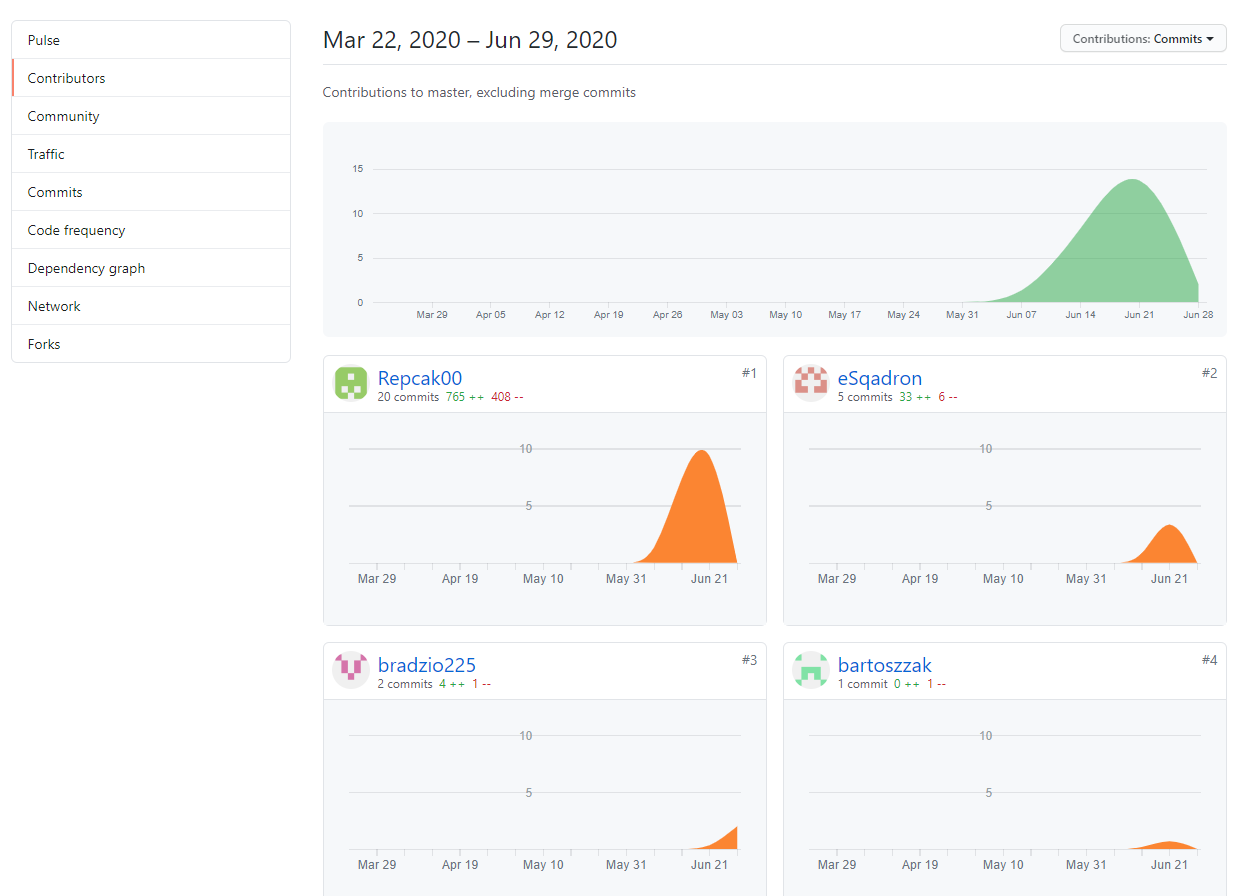 Pulse
Contributors
Community
Traffic
Commits
Code frequency
Dependency graph
Network
Forks
Mar 22, 2020 – Jun 29, 2020
Contributions: Commits
Contributions to master, excluding merge commits
15
10
5
0
Mar 29 Apr 05 Apr 12 Apr 19 Apr 26 May 03 May 10 May 17 May 24 May 31 Jun 07 Jun 14 Jun 21 Jun 28
Repcak00 #1
20 commits 765 ++ 408 --
10
5
Mar 29 Apr 19 May 10 May 31 Jun 21
eSqadron #2
5 commits 33 ++ 6 --
10
5
Mar 29 Apr 19 May 10 May 31 Jun 21
bradzio225 #3
2 commits 4 ++ 1 --
10
5
Mar 29 Apr 19 May 10 May 31 Jun 21
bartoszzak #4
1 commit 0 ++ 1 --
10
5
Mar 29 Apr 19 May 10 May 31 Jun 21